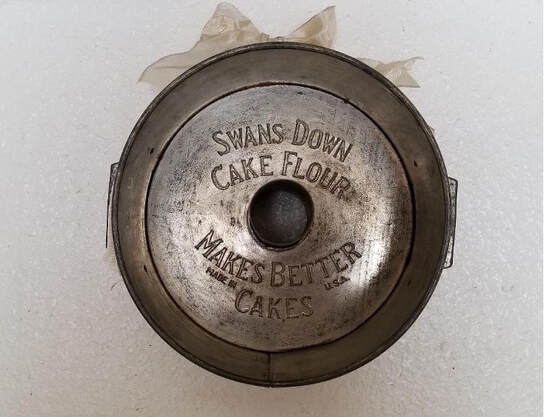 SWANS DOWN
CAKE FLOUR
MAKES BETTER
MADE IN U.S.A.
CAKES